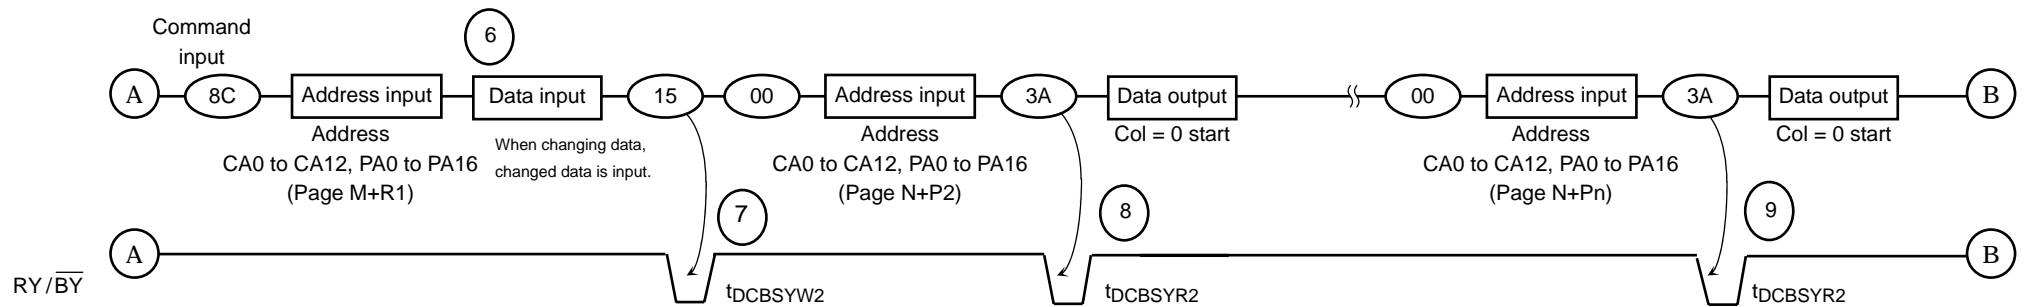 Command
input
6
A 8C Address input Data input 15 00 Address input 3A Data output 00 Address input 3A Data output B
Address
CA0 to CA12, PA0 to PA16
(Page M+R1)
When changing data,
changed data is input.
Address
CA0 to CA12, PA0 to PA16
(Page N+P2)
Col = 0 start
Address
CA0 to CA12, PA0 to PA16
(Page N+Pn)
Col = 0 start
7
8
9
A B
RY/BY
tDCBSYW2
tDCBSYR2
tDCBSYR2